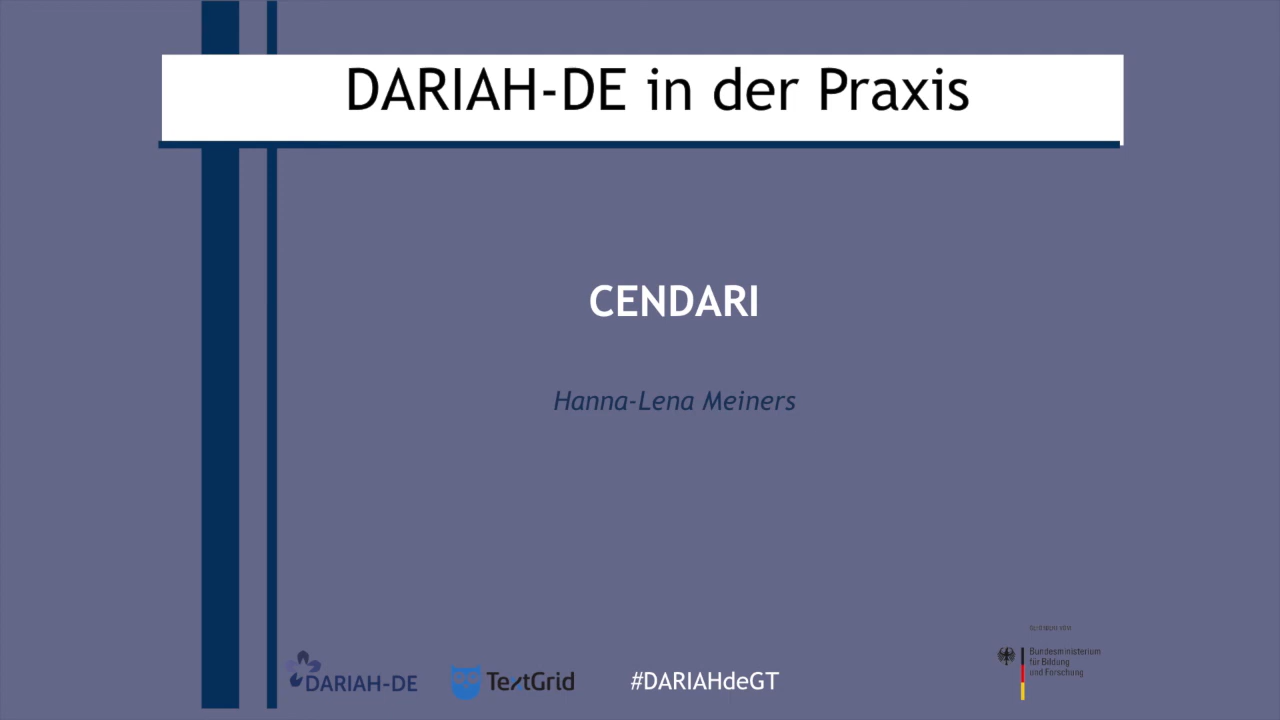 DARIAH-DE in der Praxis
CENDARI
Hanna-Lena Meiners
DARIAH-DE
TextGrid
#DARIAHdeGT
Bundesministerium
für Bildung
und Forschung